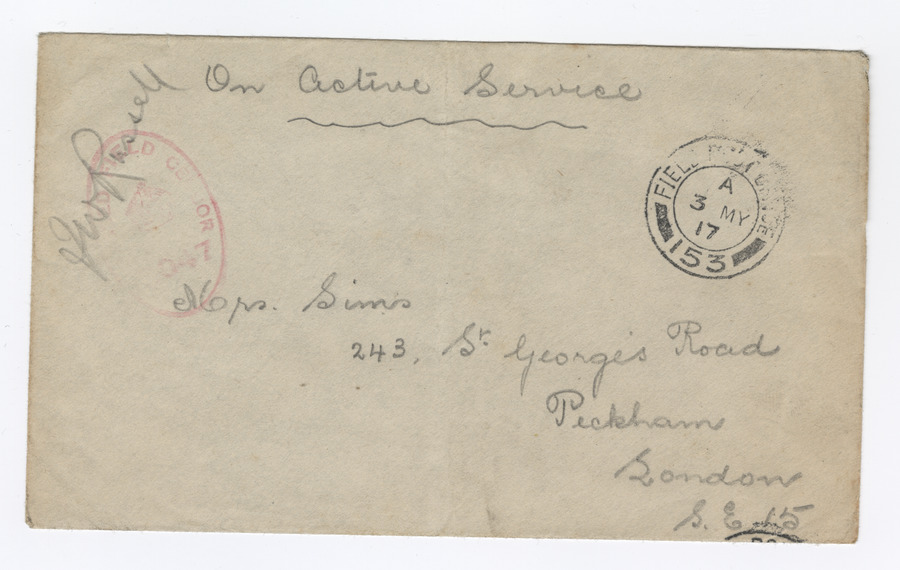 On Active Service
FIELD POST OFFICE
A
3 MY
17
153
Mrs. Sims
243, St. George's Road
Peckham
London
S.E. 15